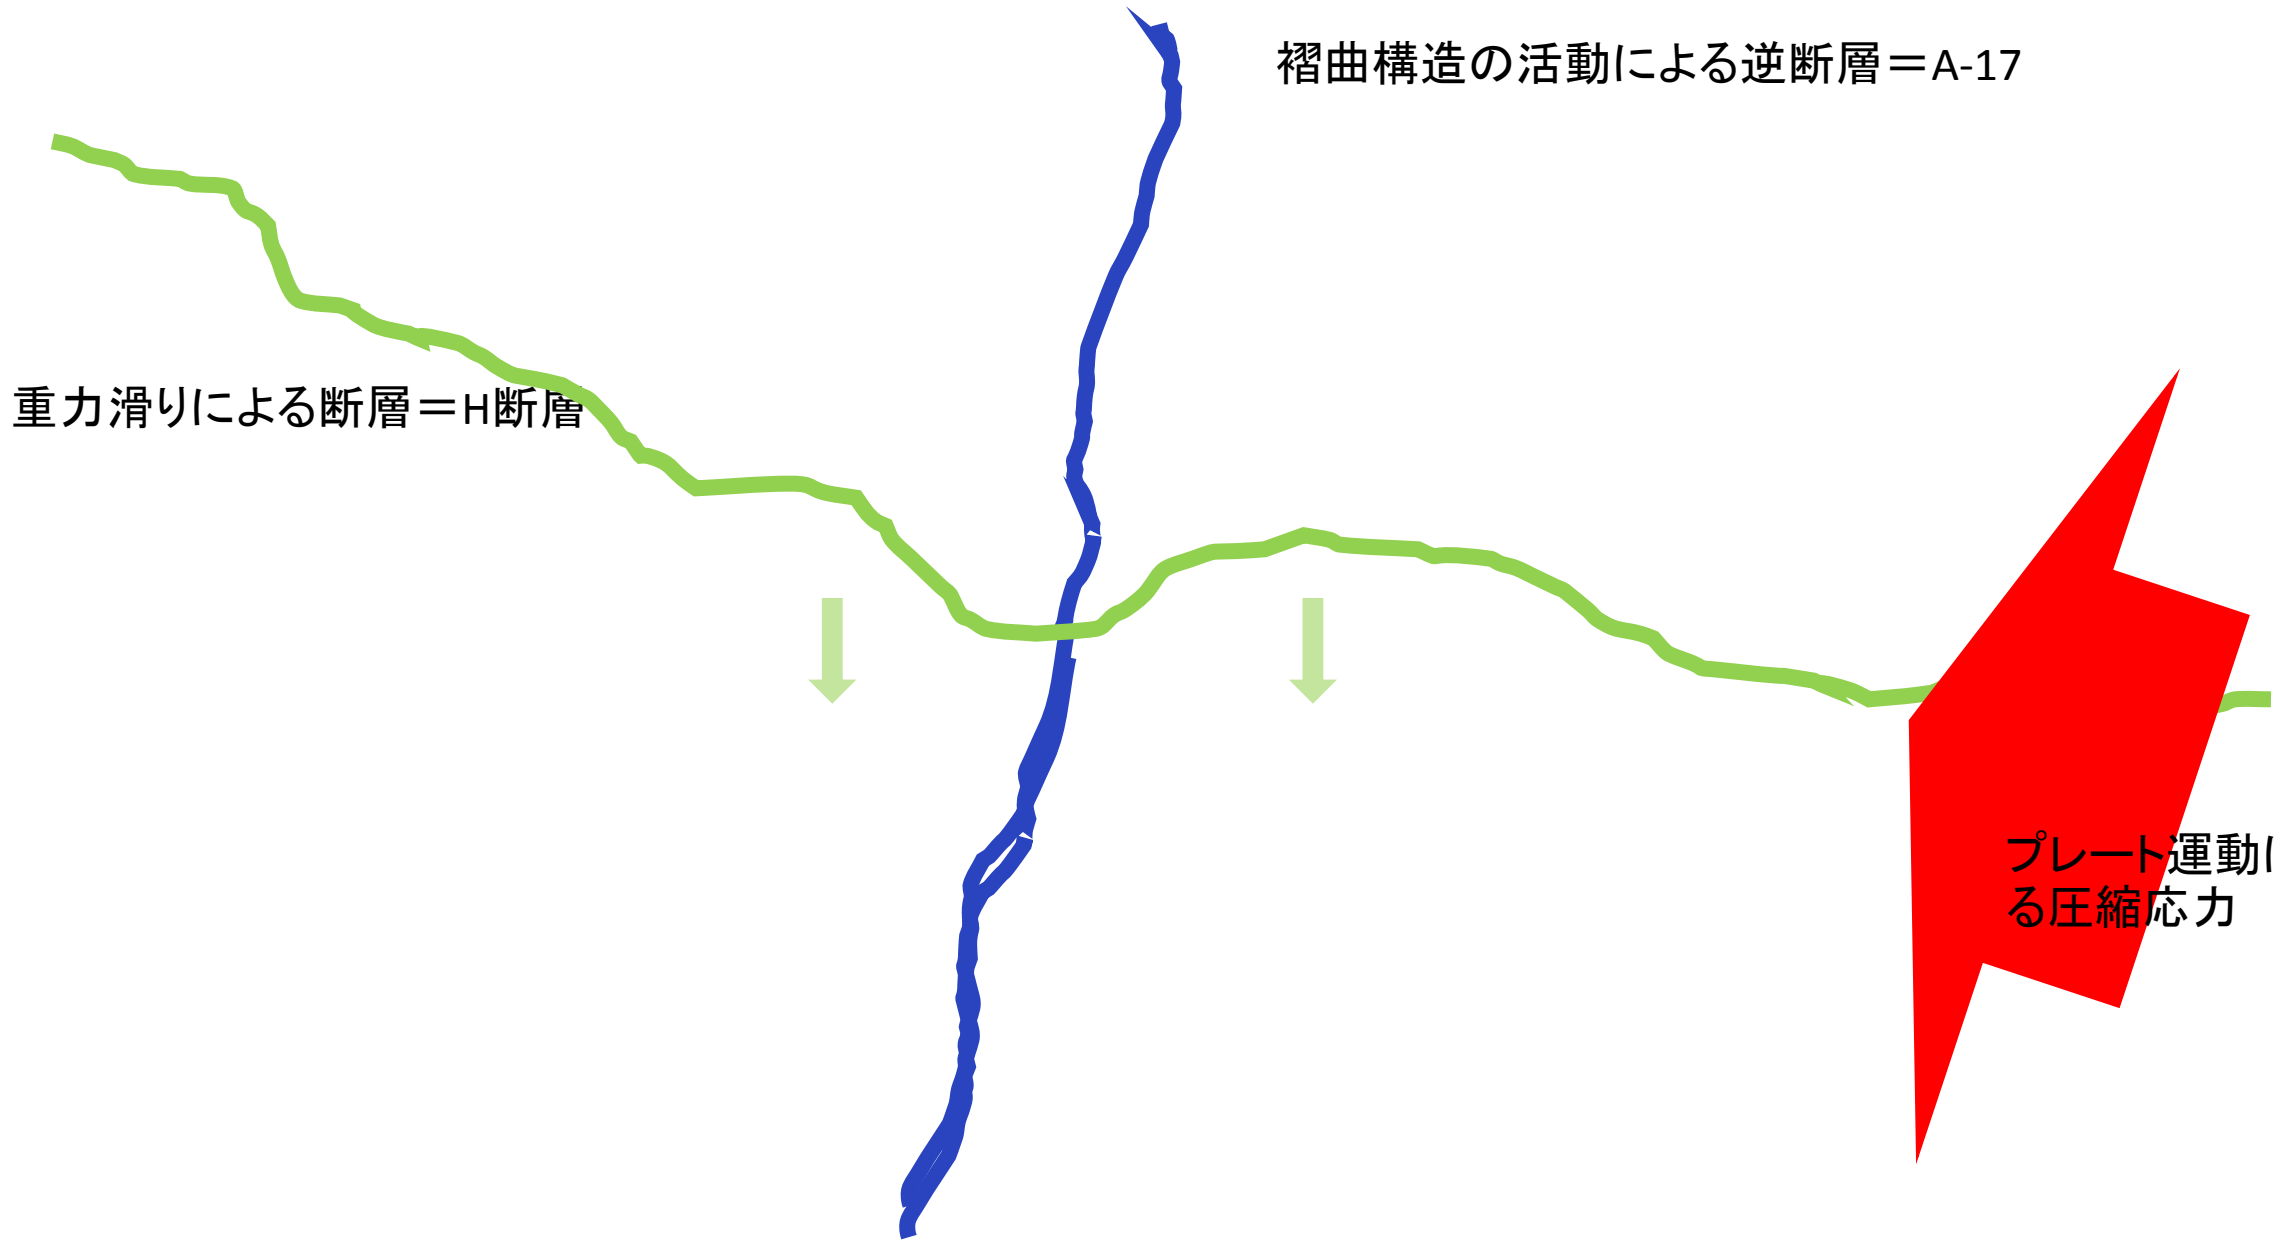 褶曲構造の活動による逆断層＝A-17
重力滑りによる断層＝H断層
プレート運動に
る圧縮応力